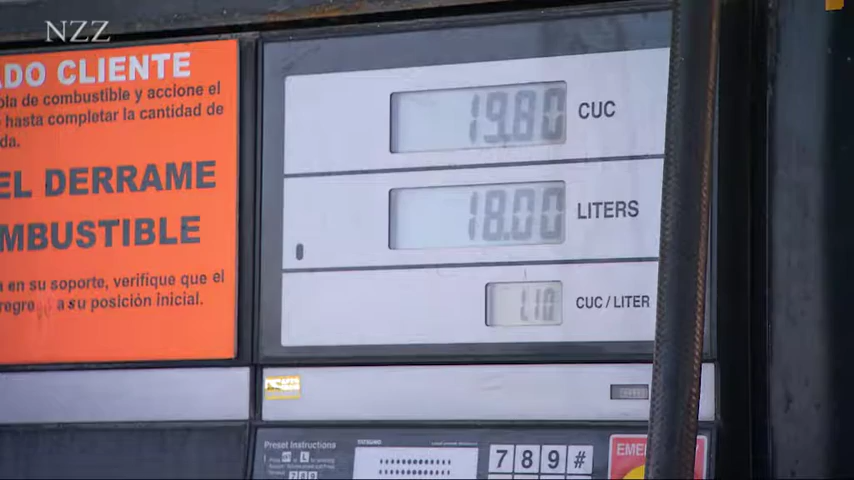 NZZ
ADO CLIENTE
ola de combustible y accione el
hasta completar la cantidad de
da.
EL DERRAME
MBUSTIBLE
a en su soporte, verifique que el
regre a su posición inicial.
19.80 CUC
18.00 LITERS
1.10 CUC / LITER
Preset Instructions
TATSUNO
7 8 9 #
EME